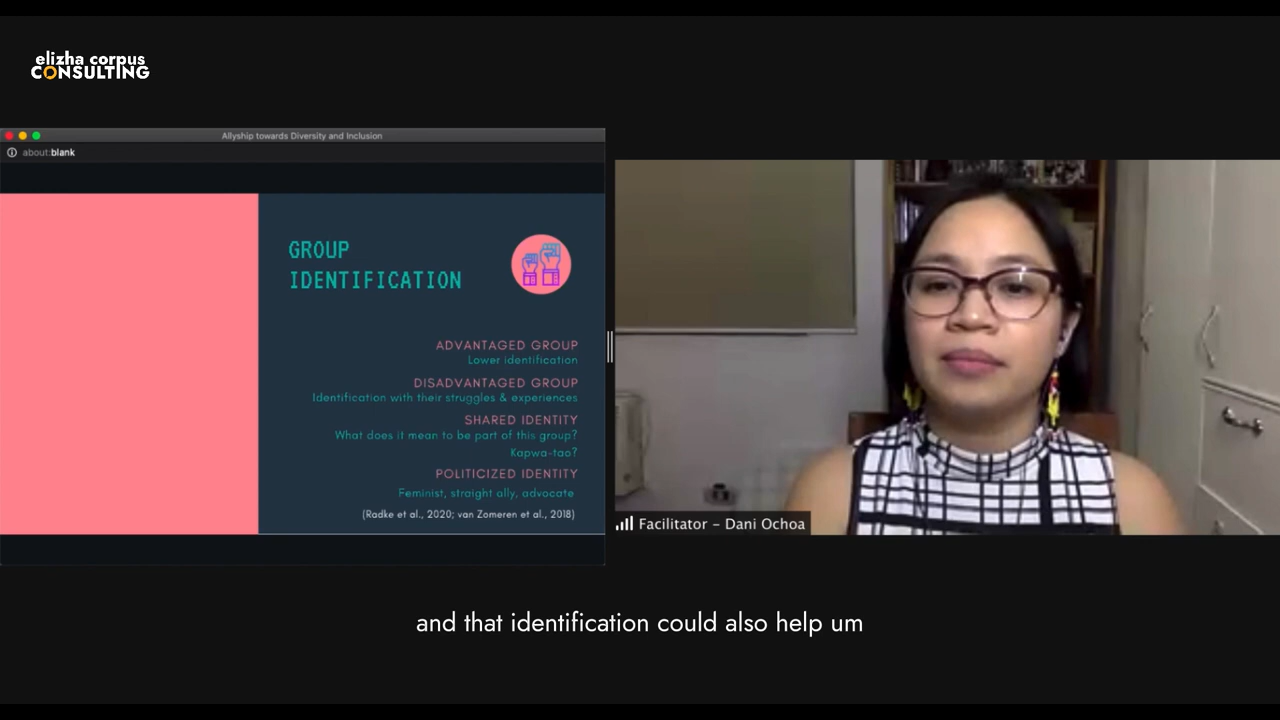 elizha corpus
CONSULTING
Allyship towards Diversity and Inclusion
about:blank
GROUP
IDENTIFICATION
ADVANTAGED GROUP
Lower identification
DISADVANTAGED GROUP
Identification with their struggles & experiences
SHARED IDENTITY
What does it mean to be part of this group?
Kapwa-tao?
POLITICIZED IDENTITY
Feminist, straight ally, advocate
(Radke et al., 2020; van Zomeren et al., 2018)
Facilitator – Dani Ochoa
and that identification could also help um